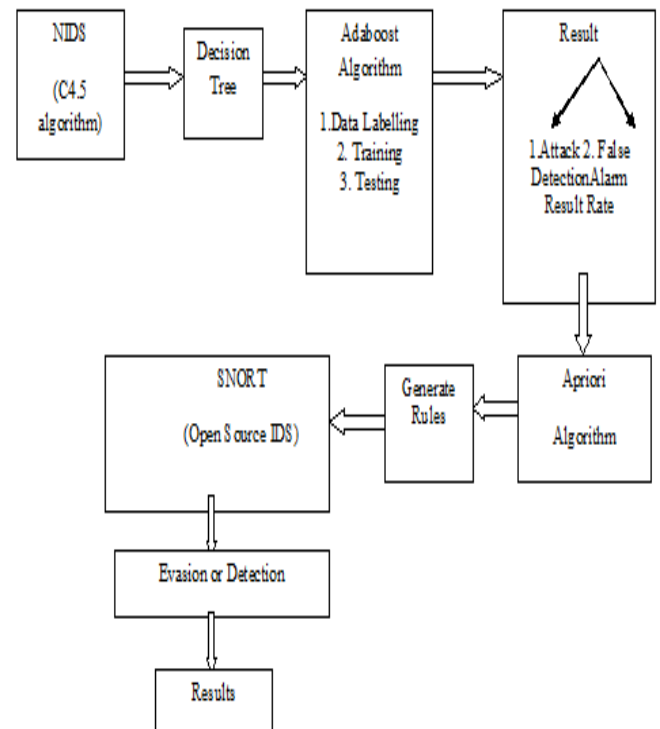 NIDS
(C4.5
algorithm)
Decision
Tree
Adaboost
Algorithm
1.Data Labelling
2. Training
3. Testing
Result
1.Attack 2. False
DetectionAlarm
Result Rate
Apriori
Algorithm
Generate
Rules
SNORT
(Open Source IDS)
Evasion or Detection
Results